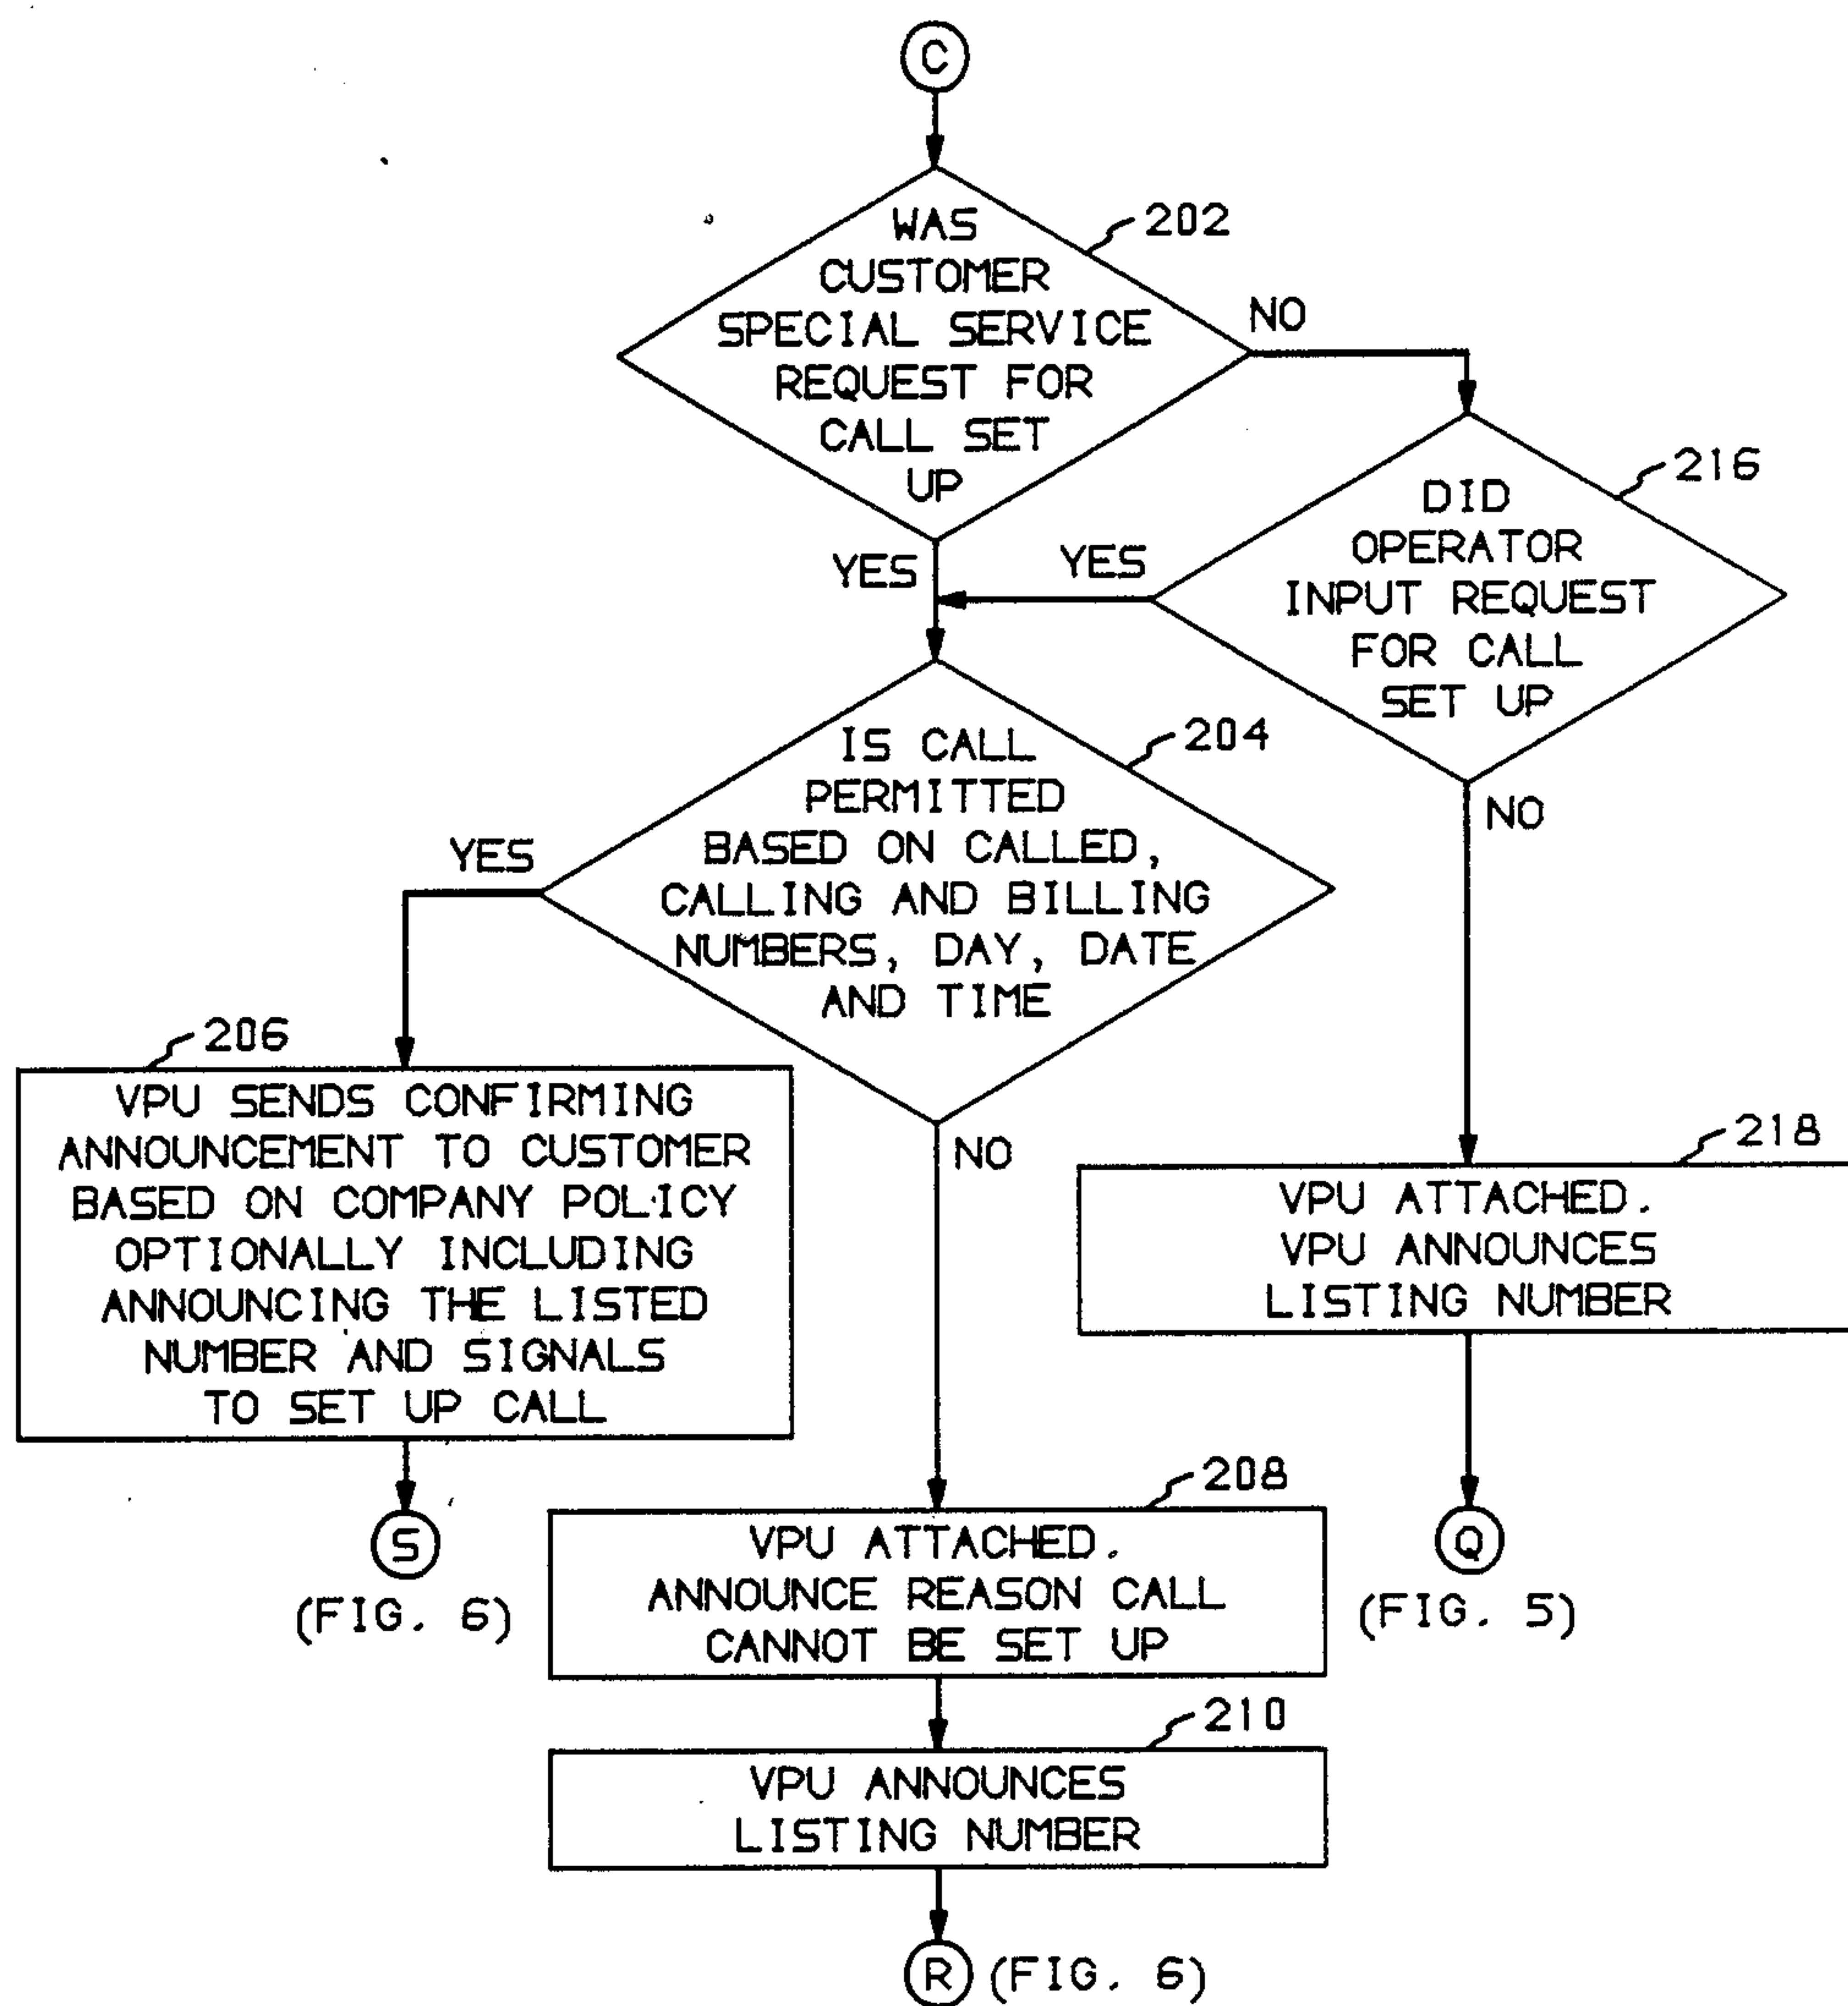 C
WAS
CUSTOMER
SPECIAL SERVICE
REQUEST FOR
CALL SET
UP
202
NO
YES
216
DID
OPERATOR
INPUT REQUEST
FOR CALL
SET UP
YES
NO
204
IS CALL
PERMITTED
BASED ON CALLED,
CALLING AND BILLING
NUMBERS, DAY, DATE
AND TIME
YES
NO
206
VPU SENDS CONFIRMING
ANNOUNCEMENT TO CUSTOMER
BASED ON COMPANY POLICY
OPTIONALLY INCLUDING
ANNOUNCING THE LISTED
NUMBER AND SIGNALS
TO SET UP CALL
S
(FIG. 6)
218
VPU ATTACHED.
VPU ANNOUNCES
LISTING NUMBER
Q
(FIG. 5)
208
VPU ATTACHED.
ANNOUNCE REASON CALL
CANNOT BE SET UP
210
VPU ANNOUNCES
LISTING NUMBER
R (FIG. 6)